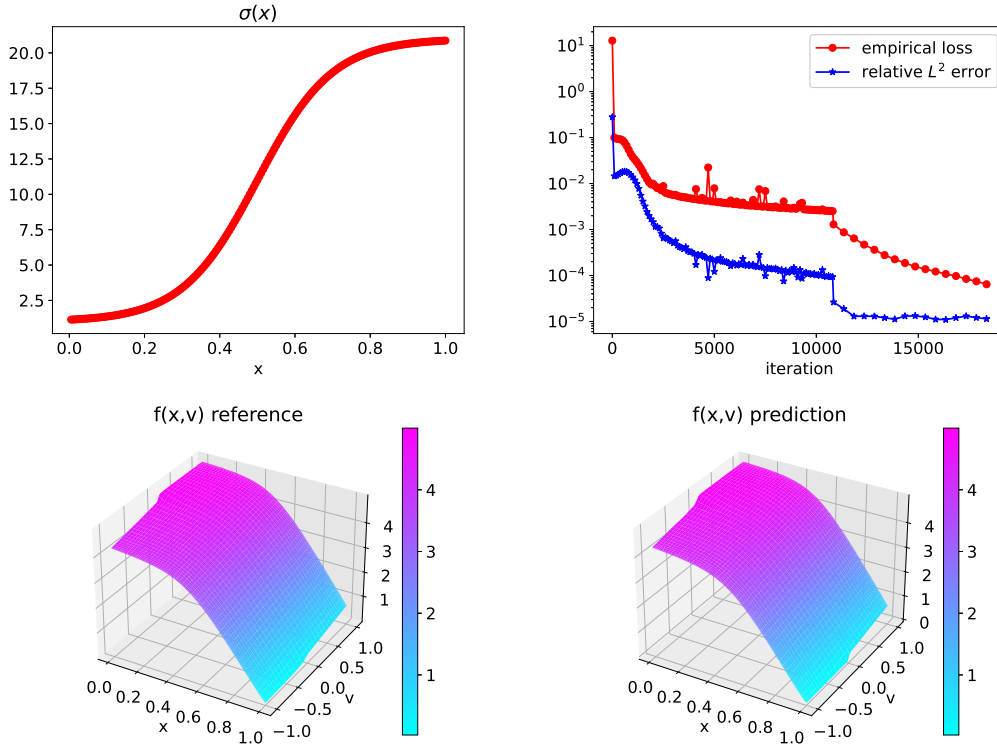 σ(x)
20.0
17.5
15.0
12.5
10.0
7.5
5.0
2.5
0.0 0.2 0.4 0.6 0.8 1.0
x
10^1
10^0
10^-1
10^-2
10^-3
10^-4
10^-5
empirical loss
relative L^2 error
0 5000 10000 15000
iteration
f(x,v) reference
4
3
2
1
0.0 0.2 0.4 0.6 0.8 1.0
x
−1.0 −0.5 0.0 0.5 1.0
v
4
3
2
1
f(x,v) prediction
4
3
2
1
0
0.0 0.2 0.4 0.6 0.8 1.0
x
−1.0 −0.5 0.0 0.5 1.0
v
4
3
2
1